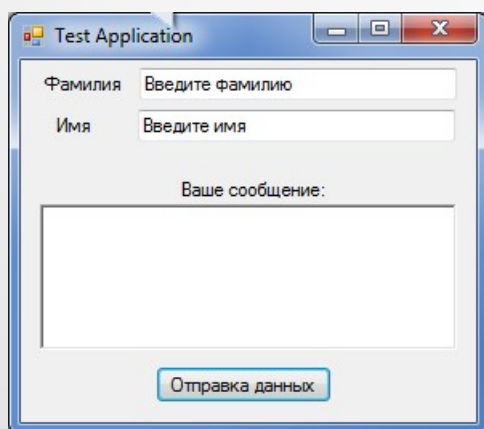 Test Application
Фамилия Введите фамилию
Имя Введите имя
Ваше сообщение:
Отправка данных